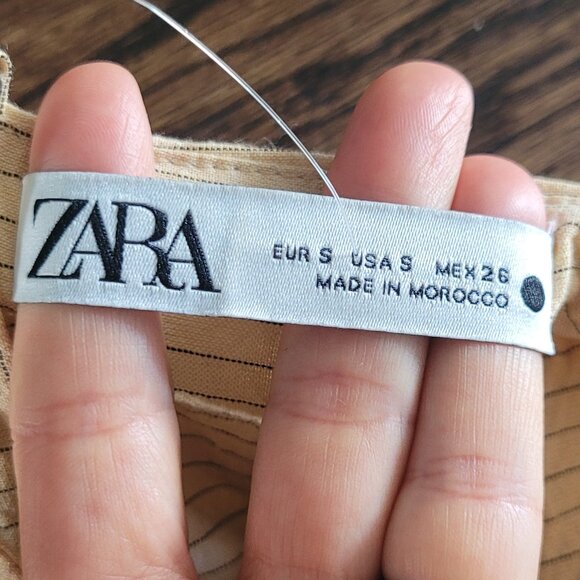 ZARA
EUR S USA S MEX 26
MADE IN MOROCCO